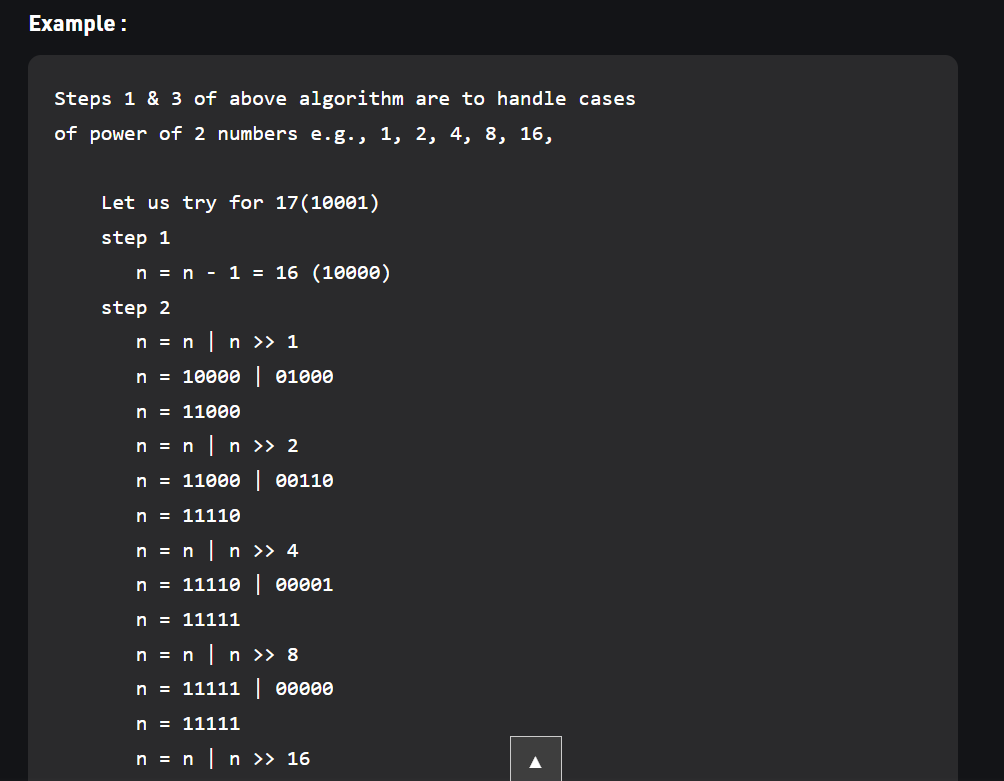 Example :
Steps 1 & 3 of above algorithm are to handle cases
of power of 2 numbers e.g., 1, 2, 4, 8, 16,
Let us try for 17(10001)
step 1
n = n - 1 = 16 (10000)
step 2
n = n | n >> 1
n = 10000 | 01000
n = 11000
n = n | n >> 2
n = 11000 | 00110
n = 11110
n = n | n >> 4
n = 11110 | 00001
n = 11111
n = n | n >> 8
n = 11111 | 00000
n = 11111
n = n | n >> 16